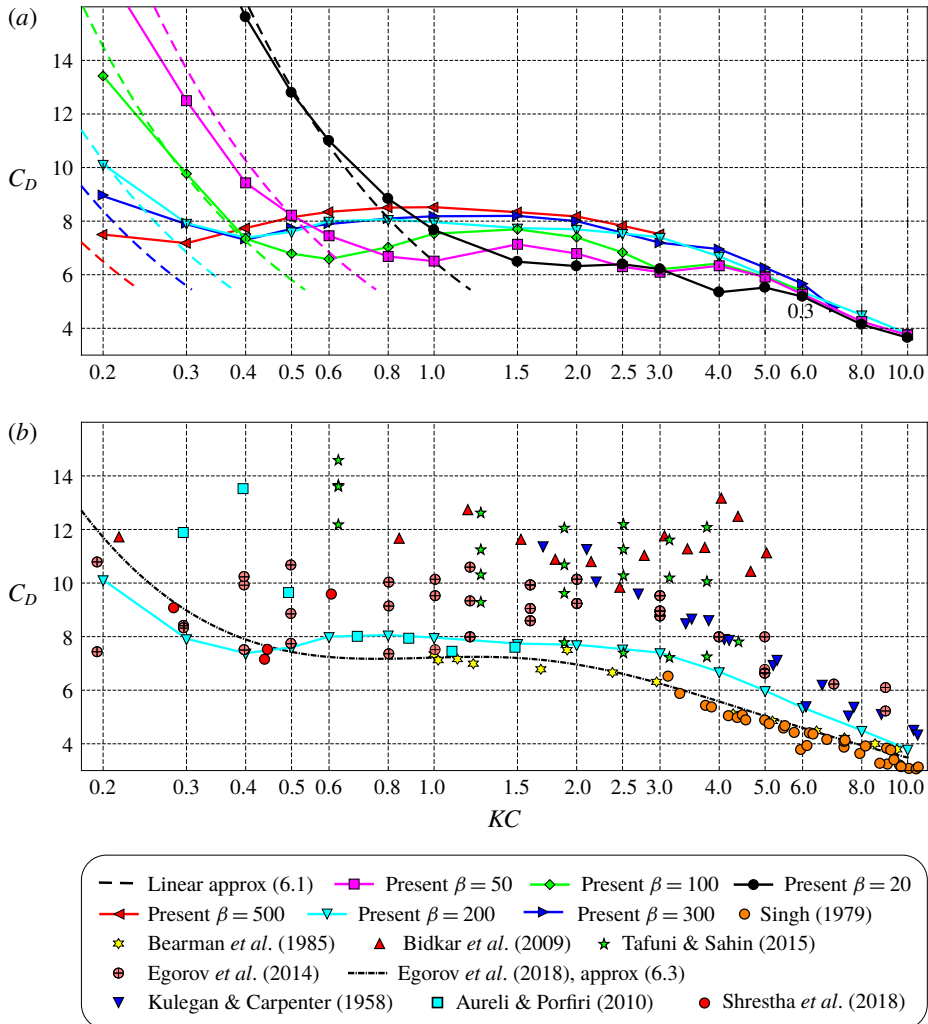 (a)
14
12
10
C_D
8
6
4
0.3
0.2 0.3 0.4 0.5 0.6 0.8 1.0 1.5 2.0 2.5 3.0 4.0 5.0 6.0 8.0 10.0
(b)
14
12
10
C_D
8
6
4
0.2 0.3 0.4 0.5 0.6 0.8 1.0 1.5 2.0 2.5 3.0 4.0 5.0 6.0 8.0 10.0
KC
Linear approx (6.1) Present β = 50 Present β = 100 Present β = 20
Present β = 500 Present β = 200 Present β = 300 Singh (1979)
Bearman et al. (1985) Bidkar et al. (2009) Tafuni & Sahin (2015)
Egorov et al. (2014) Egorov et al. (2018), approx (6.3)
Kulegan & Carpenter (1958) Aureli & Porfiri (2010) Shrestha et al. (2018)